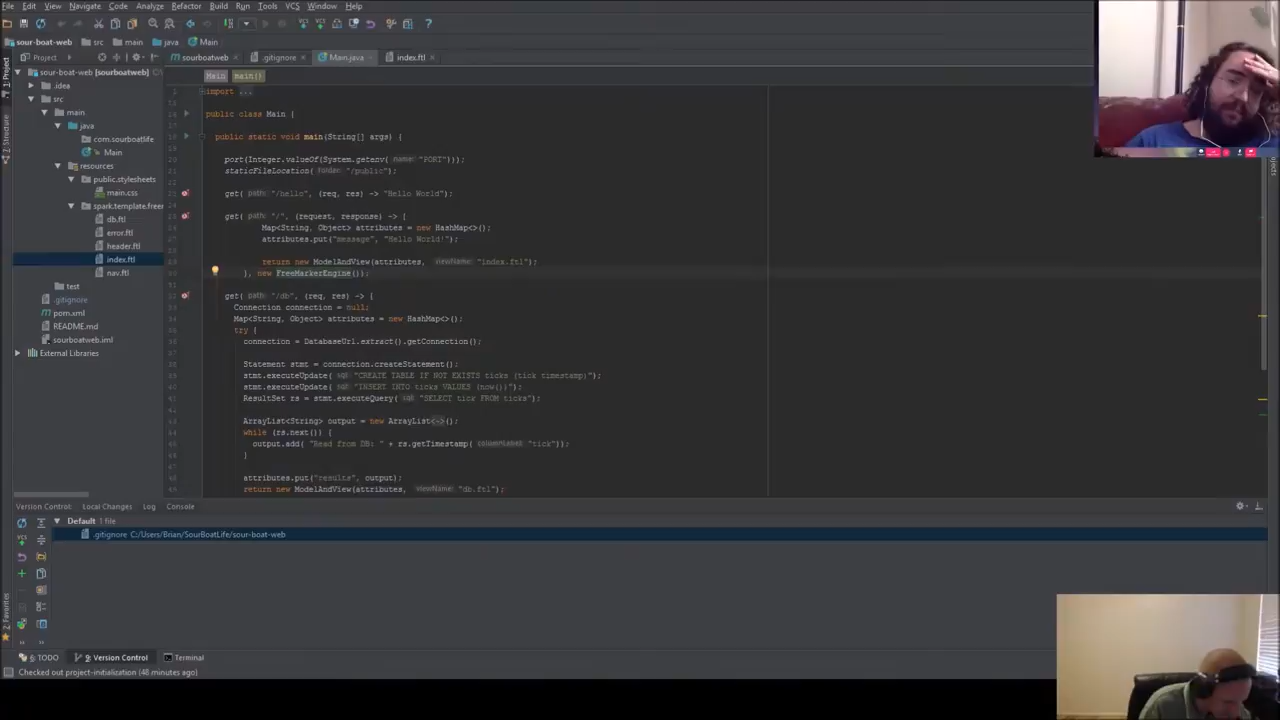 File Edit View Navigate Code Analyze Refactor Build Run Tools VCS Window Help
sour-boat-web src main java Main
Project sourboatweb .gitignore Main.java index.ftl
Main main()
sour-boat-web [sourboatweb]
.idea
src
main
java
com.sourboatlife
Main
resources
public.stylesheets
main.css
spark.template.freem
db.ftl
error.ftl
header.ftl
index.ftl
nav.ftl
test
.gitignore
pom.xml
README.md
sourboatweb.iml
External Libraries
import ...
public class Main {
public static void main(String[] args) {
port(Integer.valueOf(System.getenv( name: "PORT")));
staticFileLocation( "/public");
get( path: "/hello", (req, res) -> "Hello World");
get( path: "/", (request, response) -> {
Map<String, Object> attributes = new HashMap<>();
attributes.put("message", "Hello World!");
return new ModelAndView(attributes, viewName: "index.ftl");
}, new FreeMarkerEngine());
get( path: "/db", (req, res) -> {
Connection connection = null;
Map<String, Object> attributes = new HashMap<>();
try {
connection = DatabaseUrl.extract().getConnection();
Statement stmt = connection.createStatement();
stmt.executeUpdate( sql: "CREATE TABLE IF NOT EXISTS ticks (tick timestamp)");
stmt.executeUpdate( sql: "INSERT INTO ticks VALUES (now())");
ResultSet rs = stmt.executeQuery( sql: "SELECT tick FROM ticks");
ArrayList<String> output = new ArrayList<~>();
while (rs.next()) {
output.add( "Read from DB: " + rs.getTimestamp( columnLabel: "tick"));
}
attributes.put("results", output);
return new ModelAndView(attributes, viewName: "db.ftl");
1: Project
Structure
Favorites
Version Control: Local Changes Log Console
Default 1 file
.gitignore C:/Users/Brian/SourBoatLife/sour-boat-web
6: TODO 9: Version Control Terminal
Checked out project-initialization (48 minutes ago)